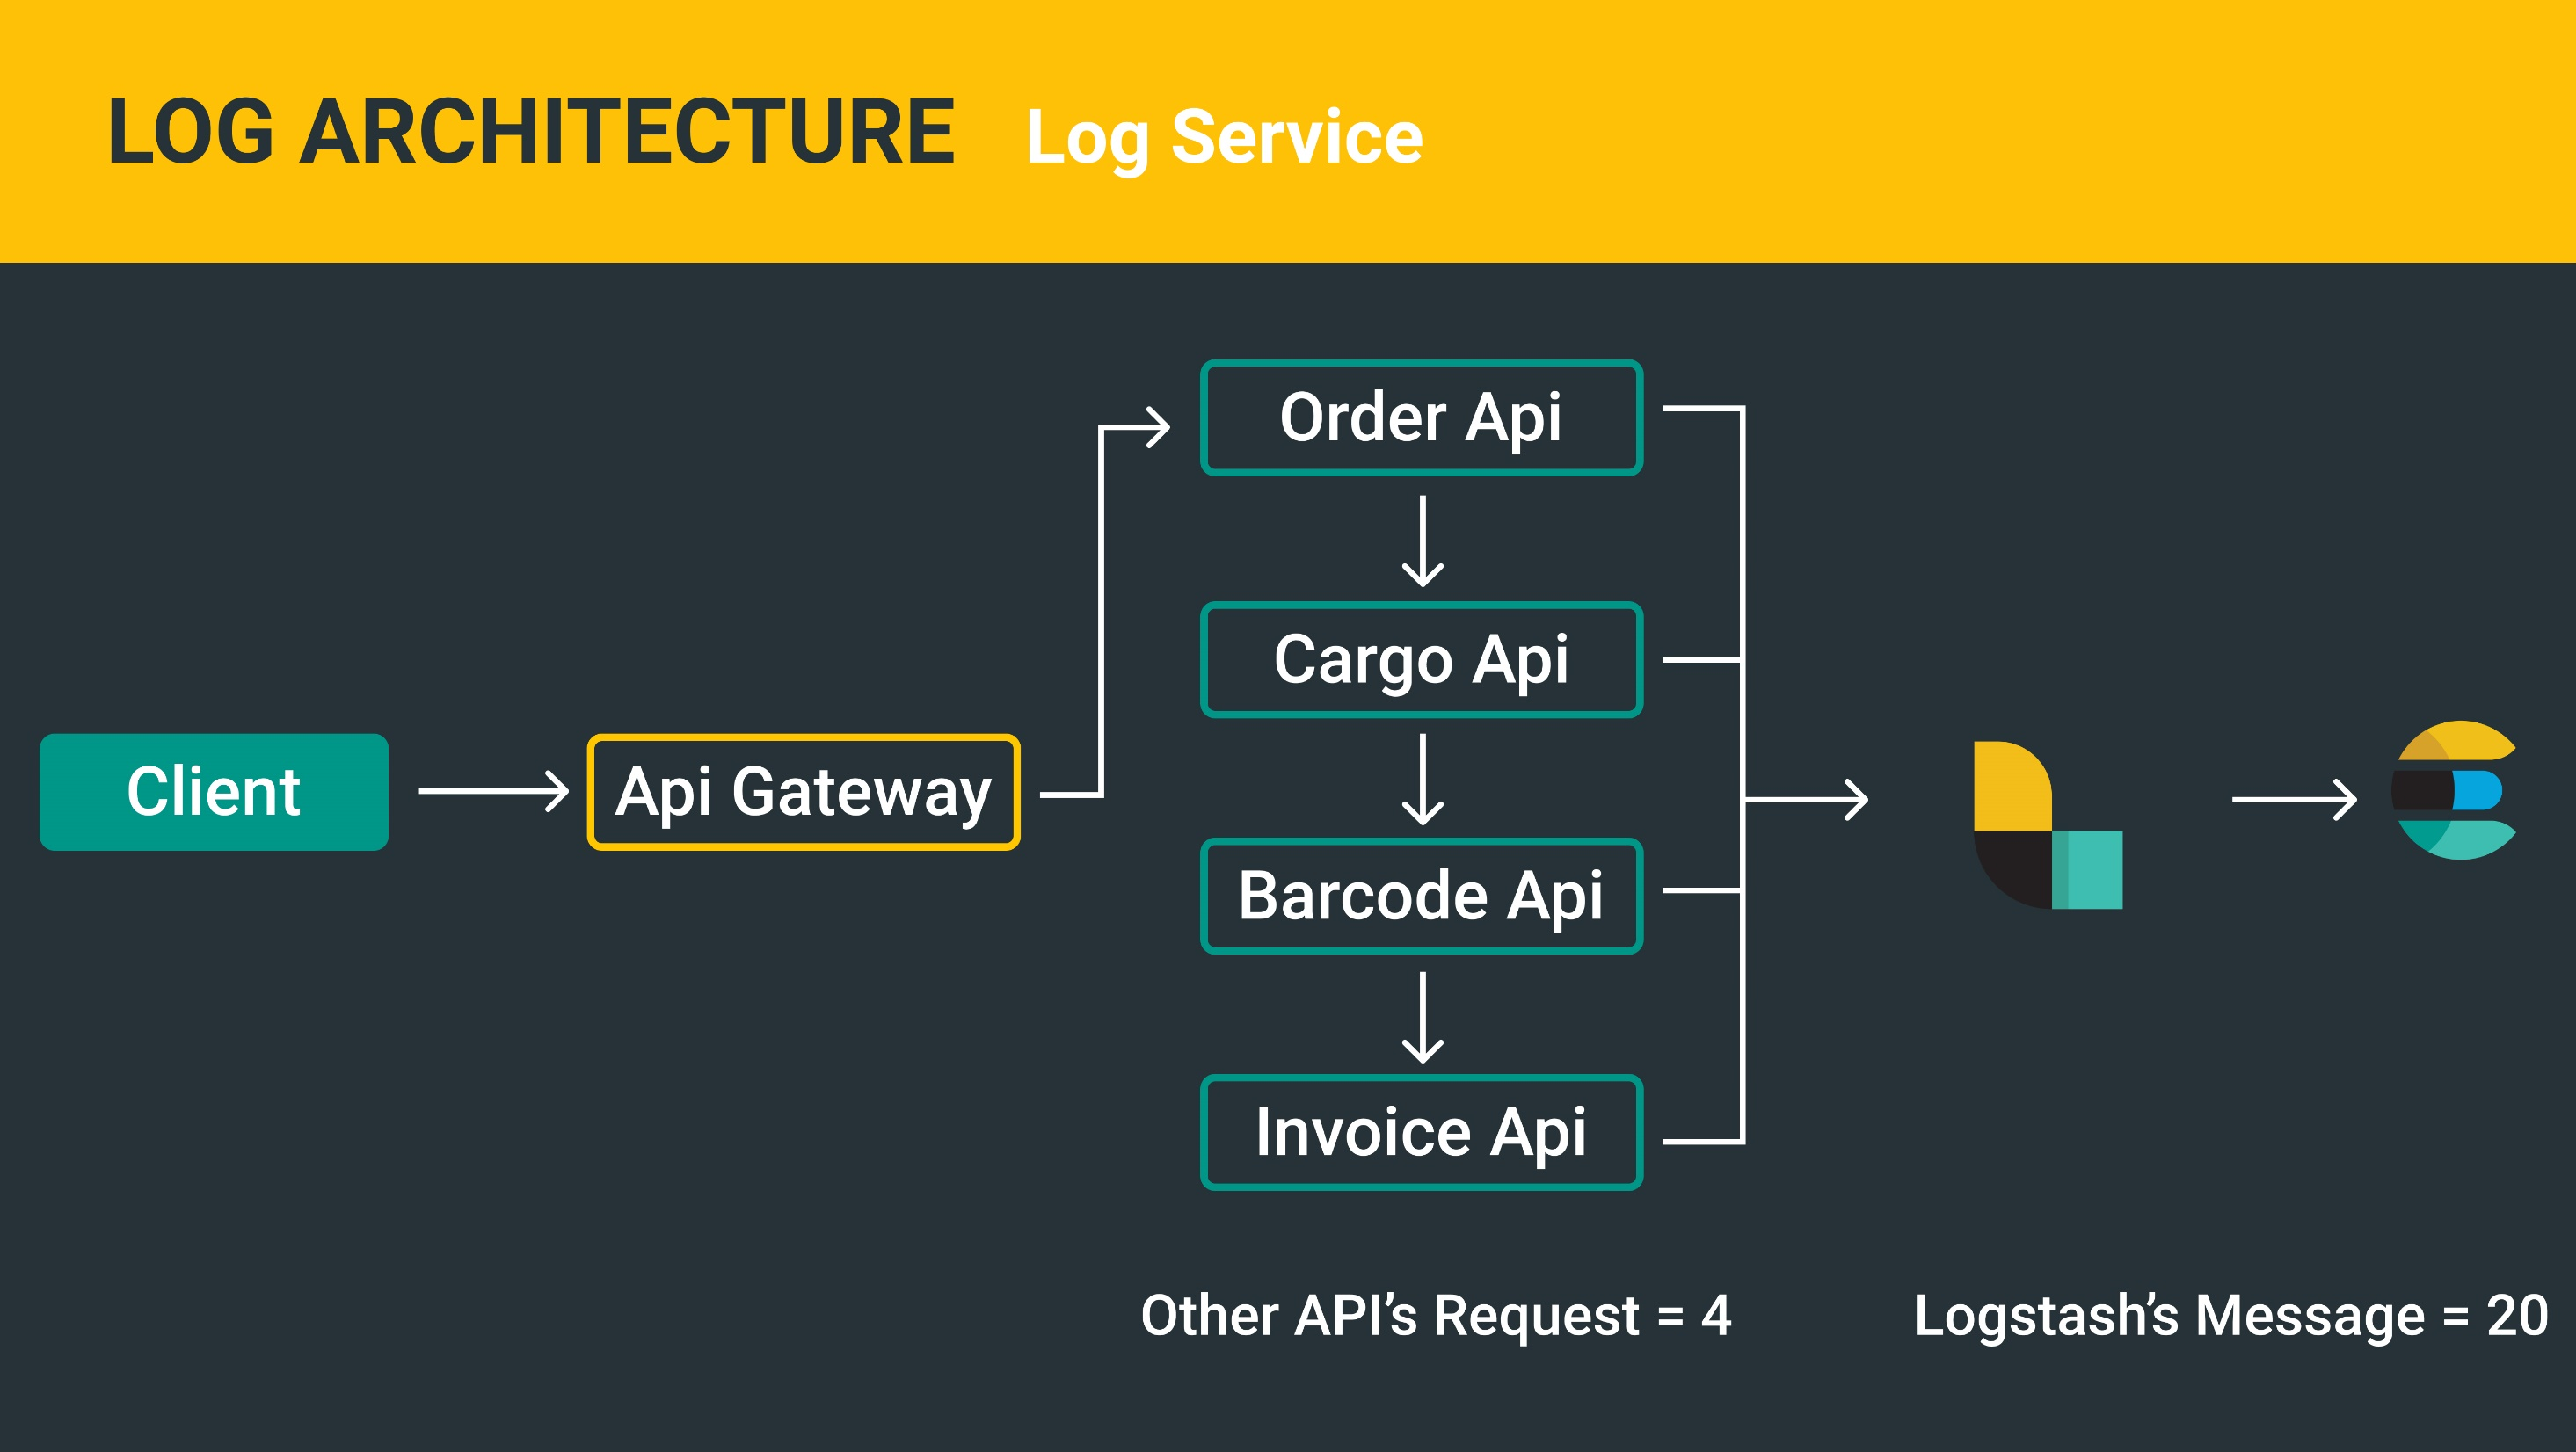 LOG ARCHITECTURE Log Service
Order Api
Cargo Api
Client
Api Gateway
Barcode Api
Invoice Api
Other API’s Request = 4
Logstash’s Message = 20